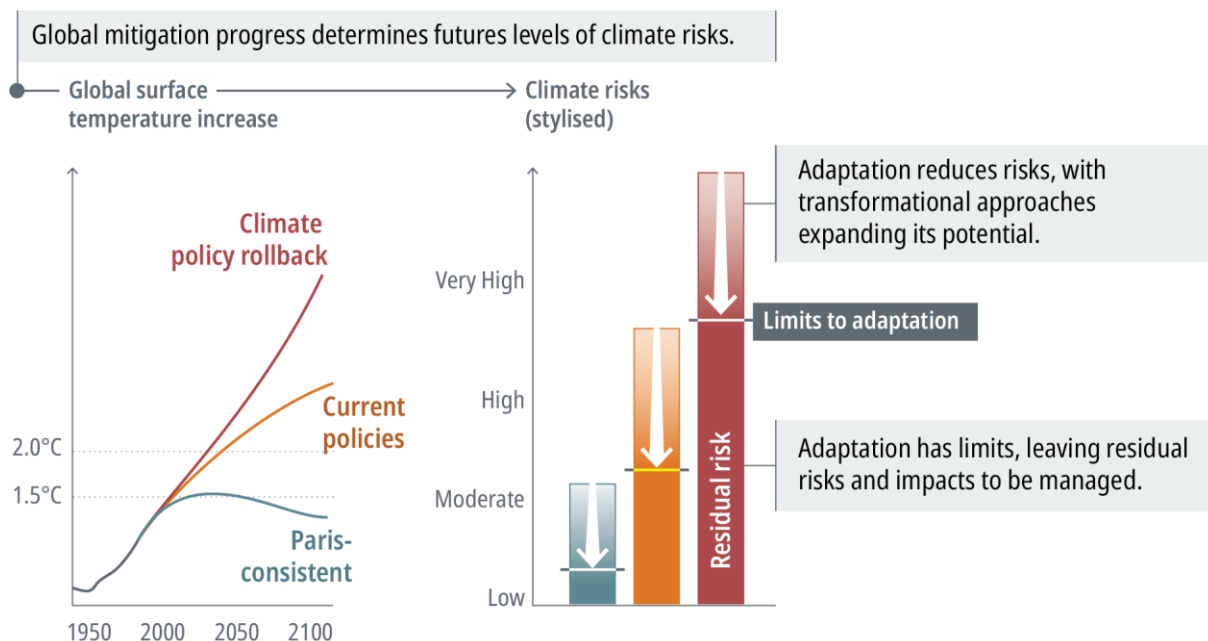 Global mitigation progress determines futures levels of climate risks.
Global surface
temperature increase
Climate risks
(stylised)
Climate
policy rollback
Current
policies
2.0°C
1.5°C
Paris-
consistent
1950 2000 2050 2100
Very High
High
Moderate
Low
Residual risk
Adaptation reduces risks, with
transformational approaches
expanding its potential.
Limits to adaptation
Adaptation has limits, leaving residual
risks and impacts to be managed.